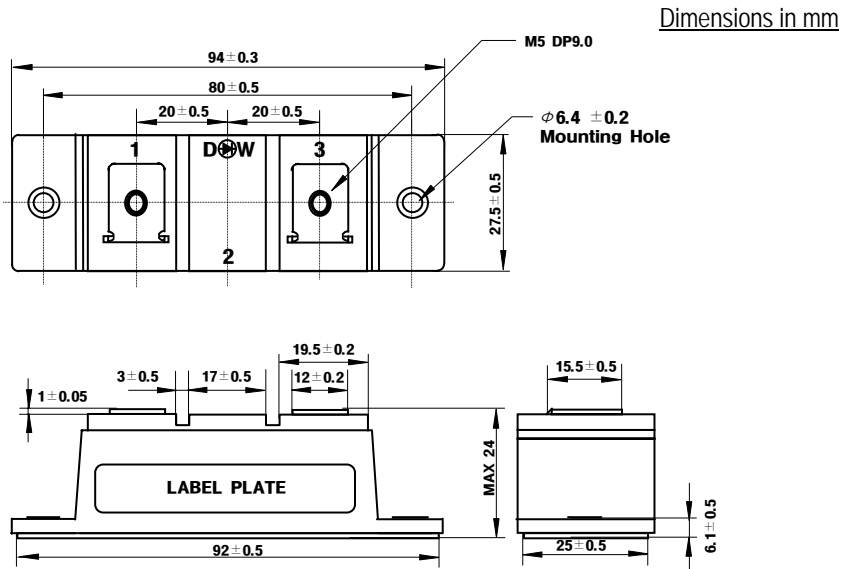 Dimensions in mm
M5 DP9.0
94±0.3
80±0.5
20±0.5 20±0.5
Φ6.4 ±0.2
Mounting Hole
1 D W 3
27.5±0.5
2
19.5±0.2
3±0.5 17±0.5 12±0.2
15.5±0.5
1±0.05
MAX 24
LABEL PLATE
6.1±0.5
92±0.5
25±0.5